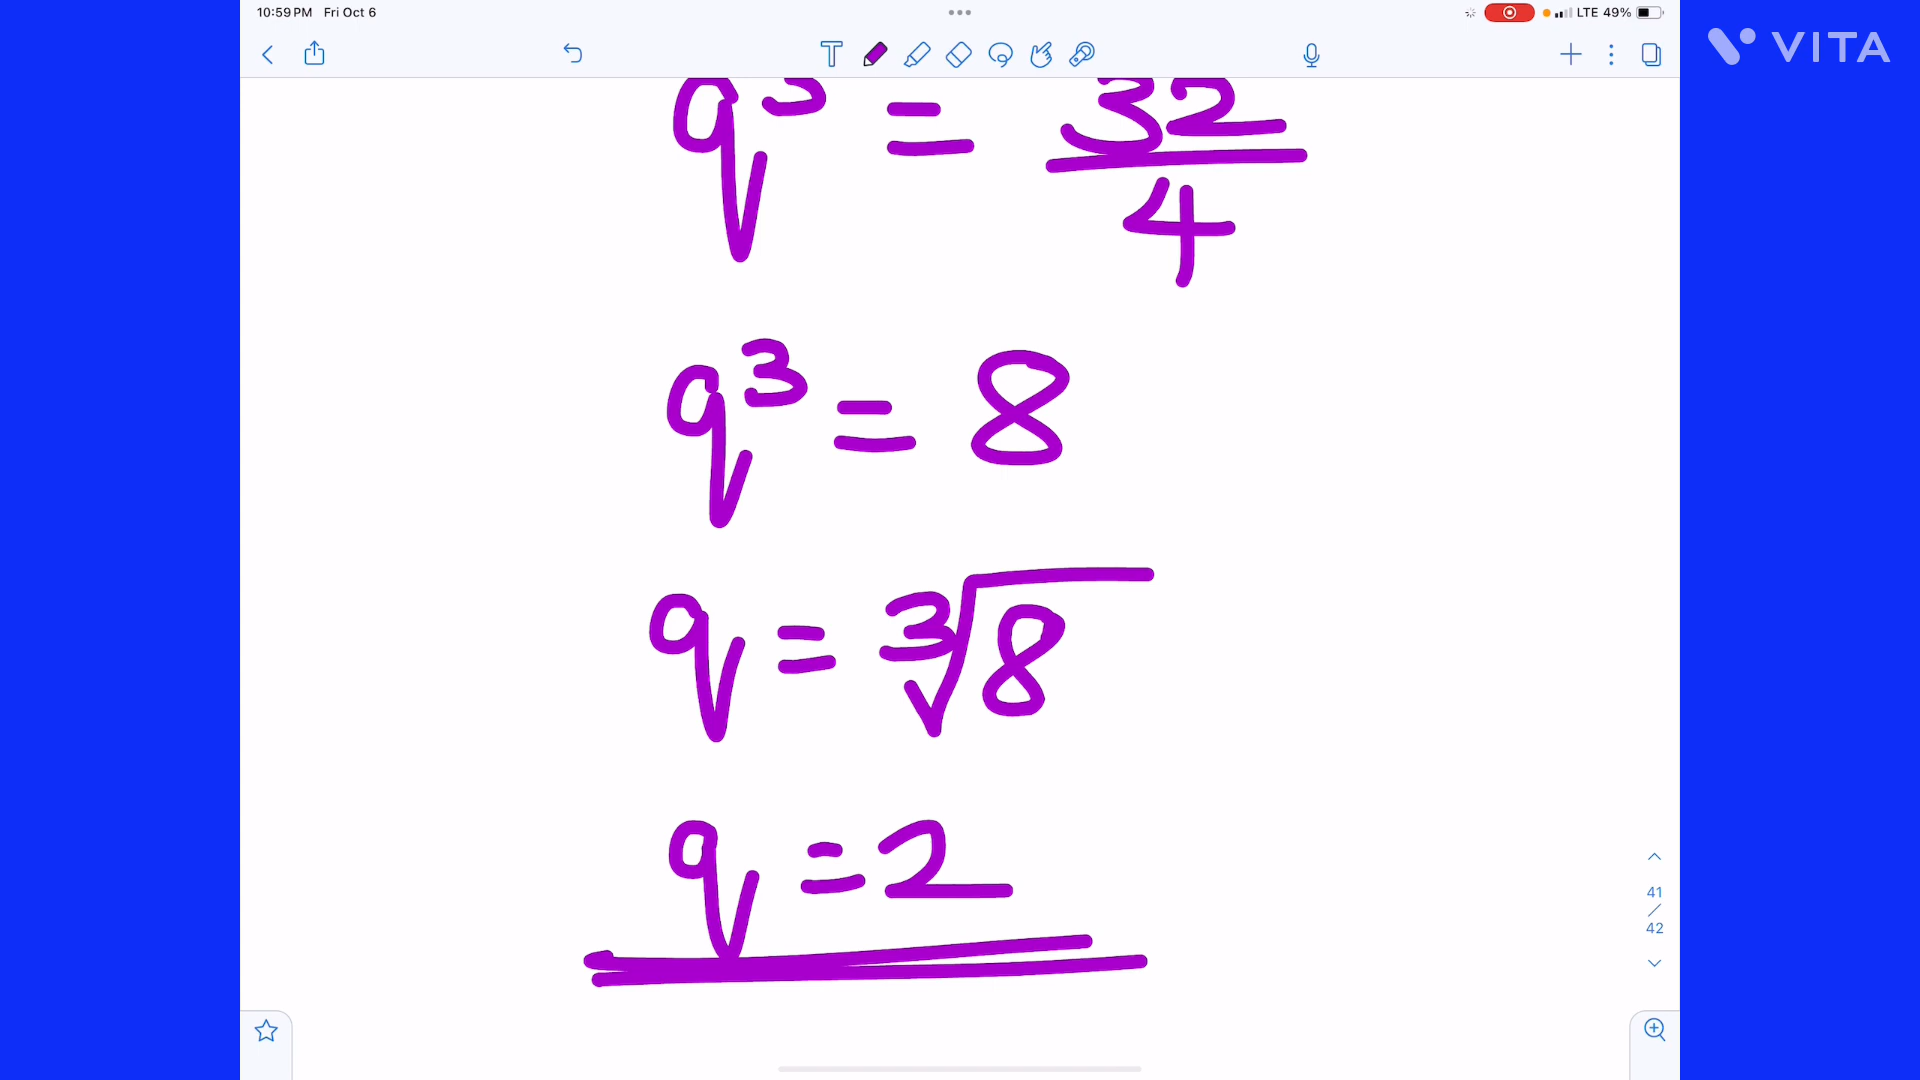 10:59 PM Fri Oct 6
LTE 49%
VITA
q³ = 32/4
q³ = 8
q = ∛8
q = 2
41
/
42